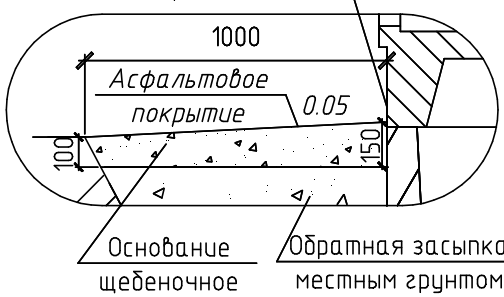 1000
Асфальтовое
покрытие
0.05
100
150
Основание
щебеночное
Обратная засыпка
местным грунтом